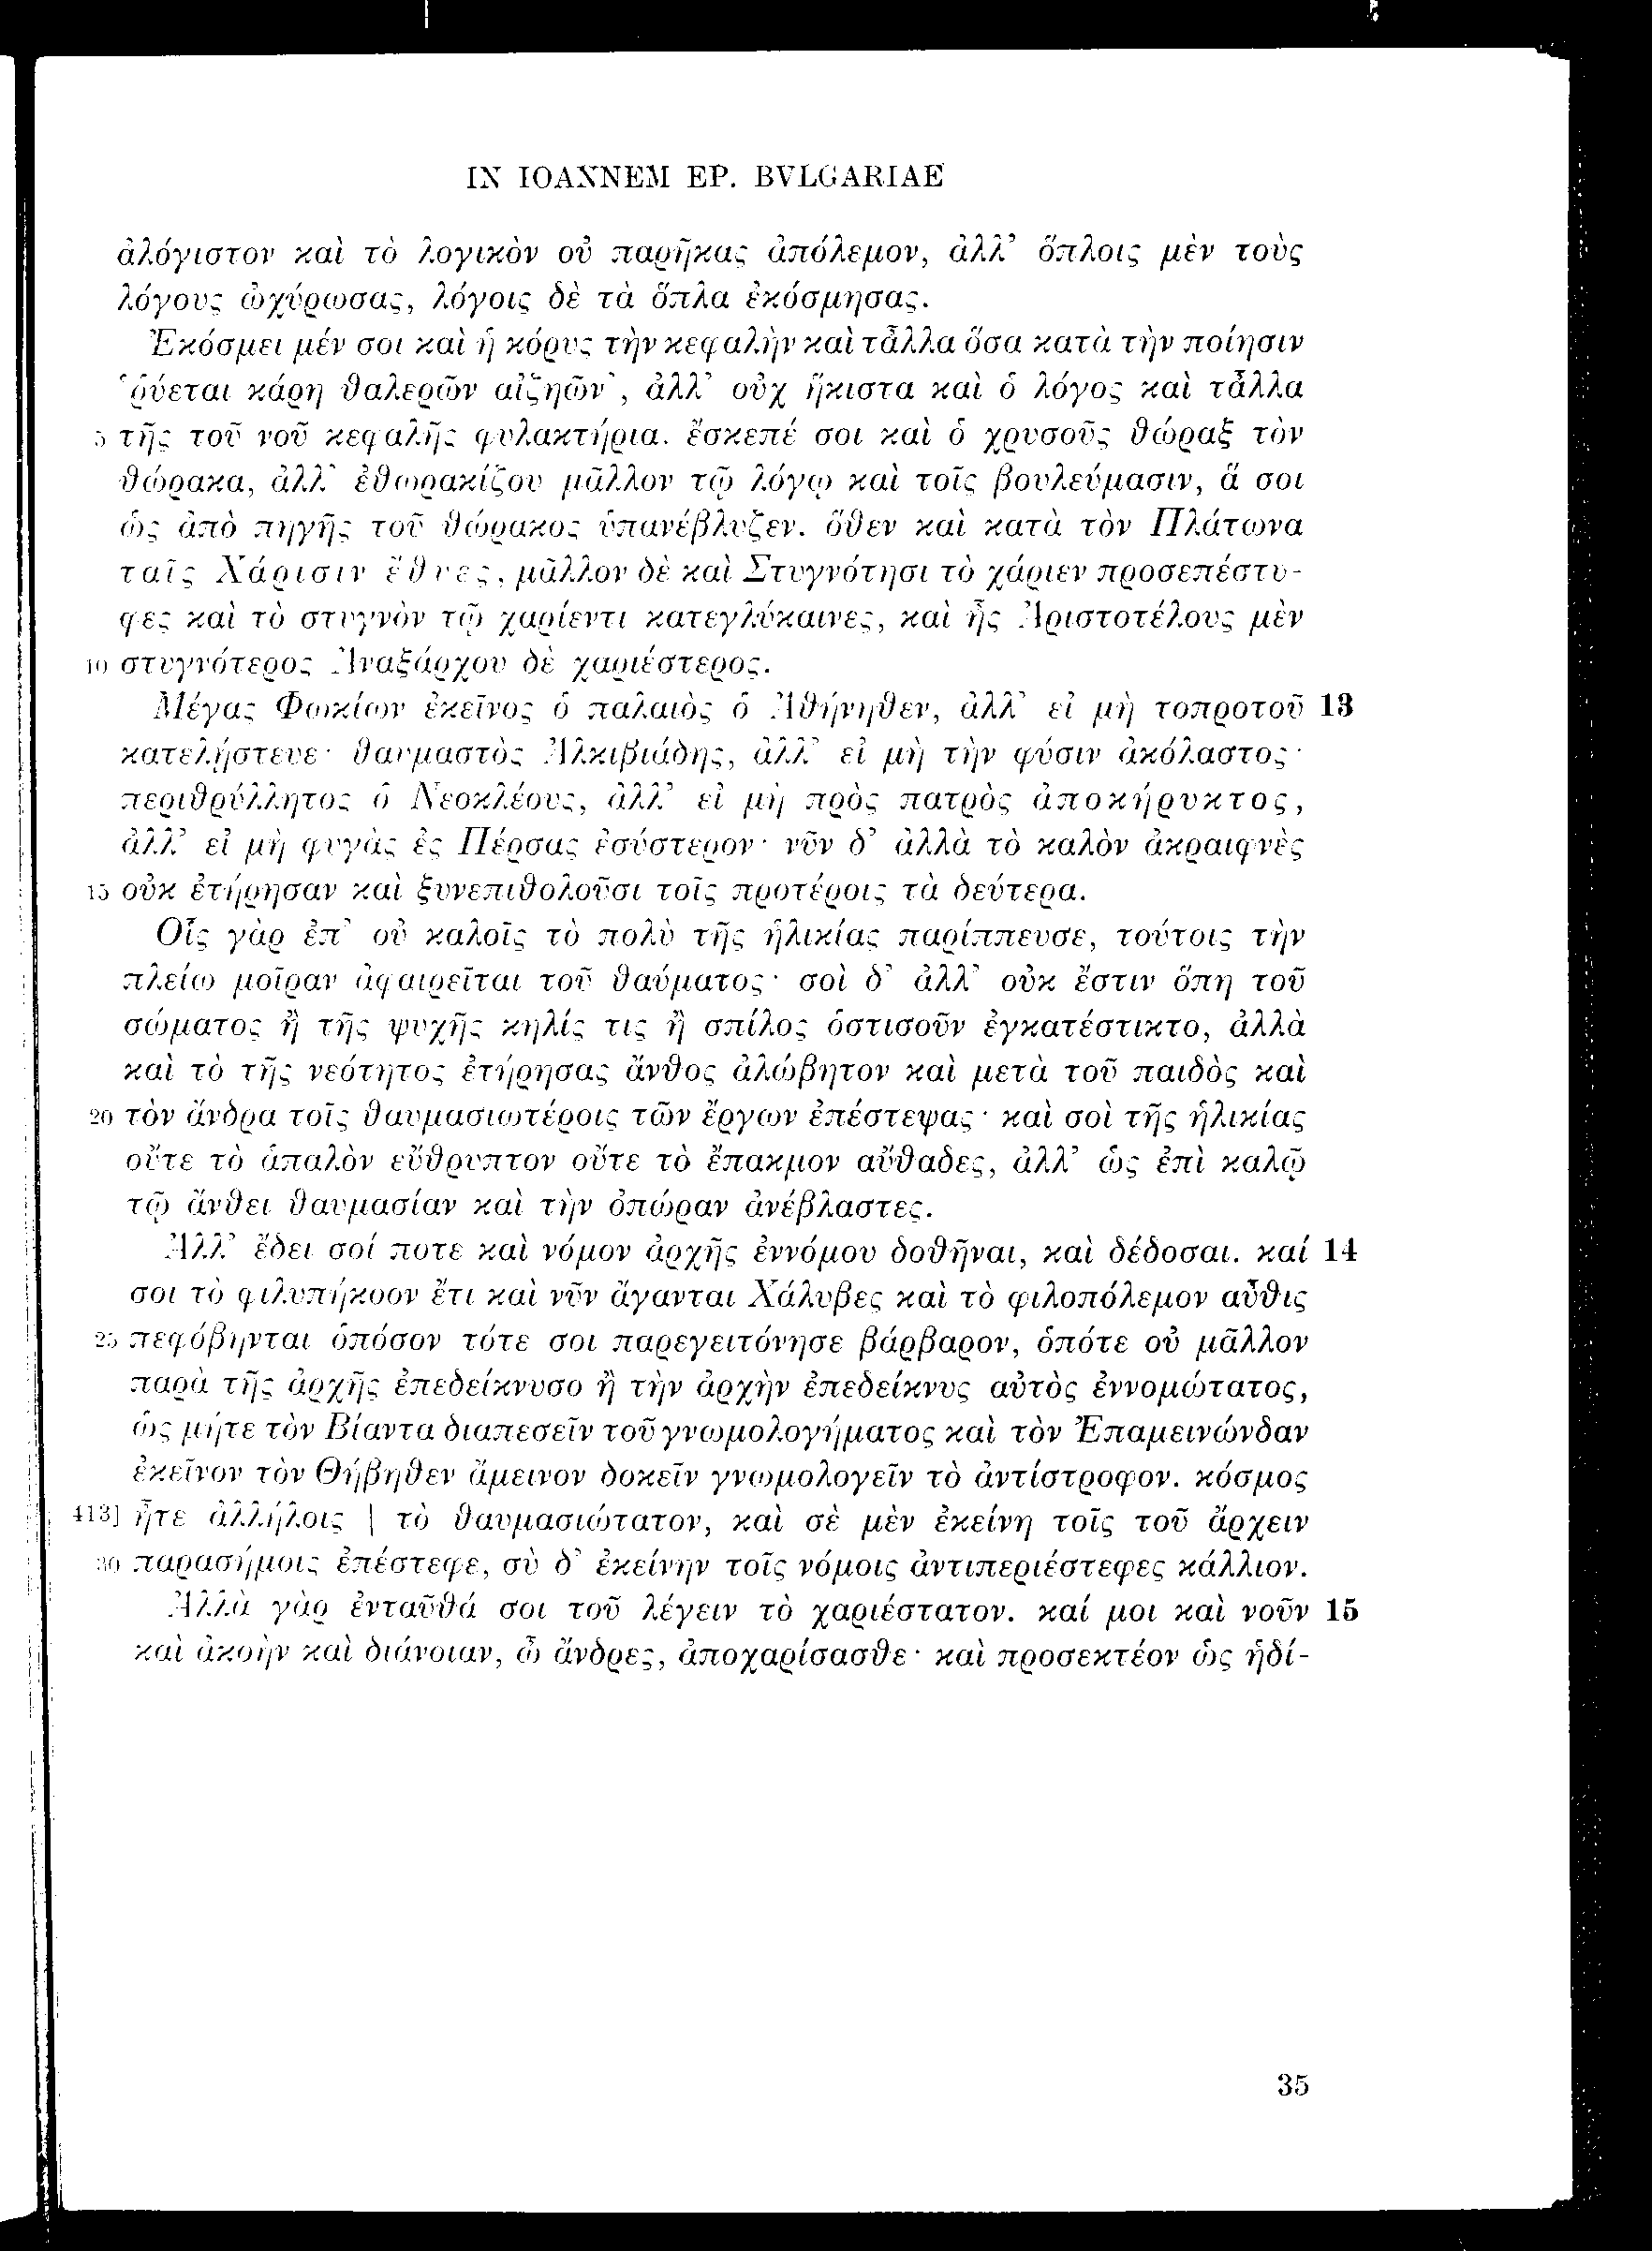 IN IOANNEM EP. BVLGARIAE
ἀλόγιστον καὶ τὸ λογικὸν οὐ παρῆκας ἀπόλεμον, ἀλλ’ ὅπλοις μὲν τοὺς
λόγους ὠχύρωσας, λόγοις δὲ τὰ ὅπλα ἐκόσμησας.
Ἐκόσμει μέν σοι καὶ ἡ κόρυς τὴν κεφαλὴν καὶ τἆλλα ὅσα κατὰ τὴν ποίησιν
‘ῥύεται κάρη θαλερῶν αἰζηῶν’, ἀλλ’ οὐχ ἥκιστα καὶ ὁ λόγος καὶ τἆλλα
5 τῆς τοῦ νοῦ κεφαλῆς φυλακτήρια. ἔσκεπέ σοι καὶ ὁ χρυσοῦς θώραξ τὸν
θώρακα, ἀλλ’ ἐθωρακίζου μᾶλλον τῷ λόγῳ καὶ τοῖς βουλεύμασιν, ἅ σοι
ὡς ἀπὸ πηγῆς τοῦ θώρακος ὑπανέβλυζεν. ὅθεν καὶ κατὰ τὸν Πλάτωνα
ταῖς Χάρισιν ἔθνες, μᾶλλον δὲ καὶ Στυγνότησι τὸ χάριεν προσεπέστυ-
φες καὶ τὸ στυγνὸν τῷ χαρίεντι κατεγλύκαινες, καὶ ἦς Ἀριστοτέλους μὲν
10 στυγνότερος Ἀναξάρχου δὲ χαριέστερος.
Μέγας Φωκίων ἐκεῖνος ὁ παλαιὸς ὁ Ἀθήνηθεν, ἀλλ’ εἰ μὴ τοπροτοῦ 13
κατελῄστευε· θαυμαστὸς Ἀλκιβιάδης, ἀλλ’ εἰ μὴ τὴν φύσιν ἀκόλαστος·
περιθρύλλητος ὁ Νεοκλέους, ἀλλ’ εἰ μὴ πρὸς πατρὸς ἀποκήρυκτος,
ἀλλ’ εἰ μὴ φυγὰς ἐς Πέρσας ἐσύστερον· νῦν δ’ ἀλλὰ τὸ καλὸν ἀκραιφνὲς
15 οὐκ ἐτήρησαν καὶ ξυνεπιθολοῦσι τοῖς προτέροις τὰ δεύτερα.
Οἷς γὰρ ἐπ’ οὐ καλοῖς τὸ πολὺ τῆς ἡλικίας παρίππευσε, τούτοις τὴν
πλείω μοῖραν ἀφαιρεῖται τοῦ θαύματος· σοὶ δ’ ἀλλ’ οὐκ ἔστιν ὅπη τοῦ
σώματος ἢ τῆς ψυχῆς κηλίς τις ἢ σπίλος ὁστισοῦν ἐγκατέστικτο, ἀλλὰ
καὶ τὸ τῆς νεότητος ἐτήρησας ἄνθος ἀλώβητον καὶ μετὰ τοῦ παιδὸς καὶ
20 τὸν ἄνδρα τοῖς θαυμασιωτέροις τῶν ἔργων ἐπέστεψας· καὶ σοὶ τῆς ἡλικίας
οὔτε τὸ ἁπαλὸν εὔθρυπτον οὔτε τὸ ἔπακμον αὔθαδες, ἀλλ’ ὡς ἐπὶ καλῷ
τῷ ἄνθει θαυμασίαν καὶ τὴν ὀπώραν ἀνέβλαστες.
Ἀλλ’ ἔδει σοί ποτε καὶ νόμον ἀρχῆς ἐννόμου δοθῆναι, καὶ δέδοσαι. καί 14
σοι τὸ φιλυπήκοον ἔτι καὶ νῦν ἄγανται Χάλυβες καὶ τὸ φιλοπόλεμον αὖθις
25 πεφόβηνται ὁπόσον τότε σοι παρεγειτόνησε βάρβαρον, ὁπότε οὐ μᾶλλον
παρὰ τῆς ἀρχῆς ἐπεδείκνυσο ἢ τὴν ἀρχὴν ἐπεδείκνυς αὐτὸς ἐννομώτατος,
ὡς μήτε τὸν Βίαντα διαπεσεῖν τοῦ γνωμολογήματος καὶ τὸν Ἐπαμεινώνδαν
ἐκεῖνον τὸν Θήβηθεν ἄμεινον δοκεῖν γνωμολογεῖν τὸ ἀντίστροφον. κόσμος
413] ἦτε ἀλλήλοις | τὸ θαυμασιώτατον, καὶ σὲ μὲν ἐκείνη τοῖς τοῦ ἄρχειν
30 παρασήμοις ἐπέστεφε, σὺ δ’ ἐκείνην τοῖς νόμοις ἀντιπεριέστεφες κάλλιον.
Ἀλλὰ γὰρ ἐνταῦθά σοι τοῦ λέγειν τὸ χαριέστατον. καί μοι καὶ νοῦν 15
καὶ ἀκοὴν καὶ διάνοιαν, ὦ ἄνδρες, ἀποχαρίσασθε· καὶ προσεκτέον ὡς ἡδί-
35